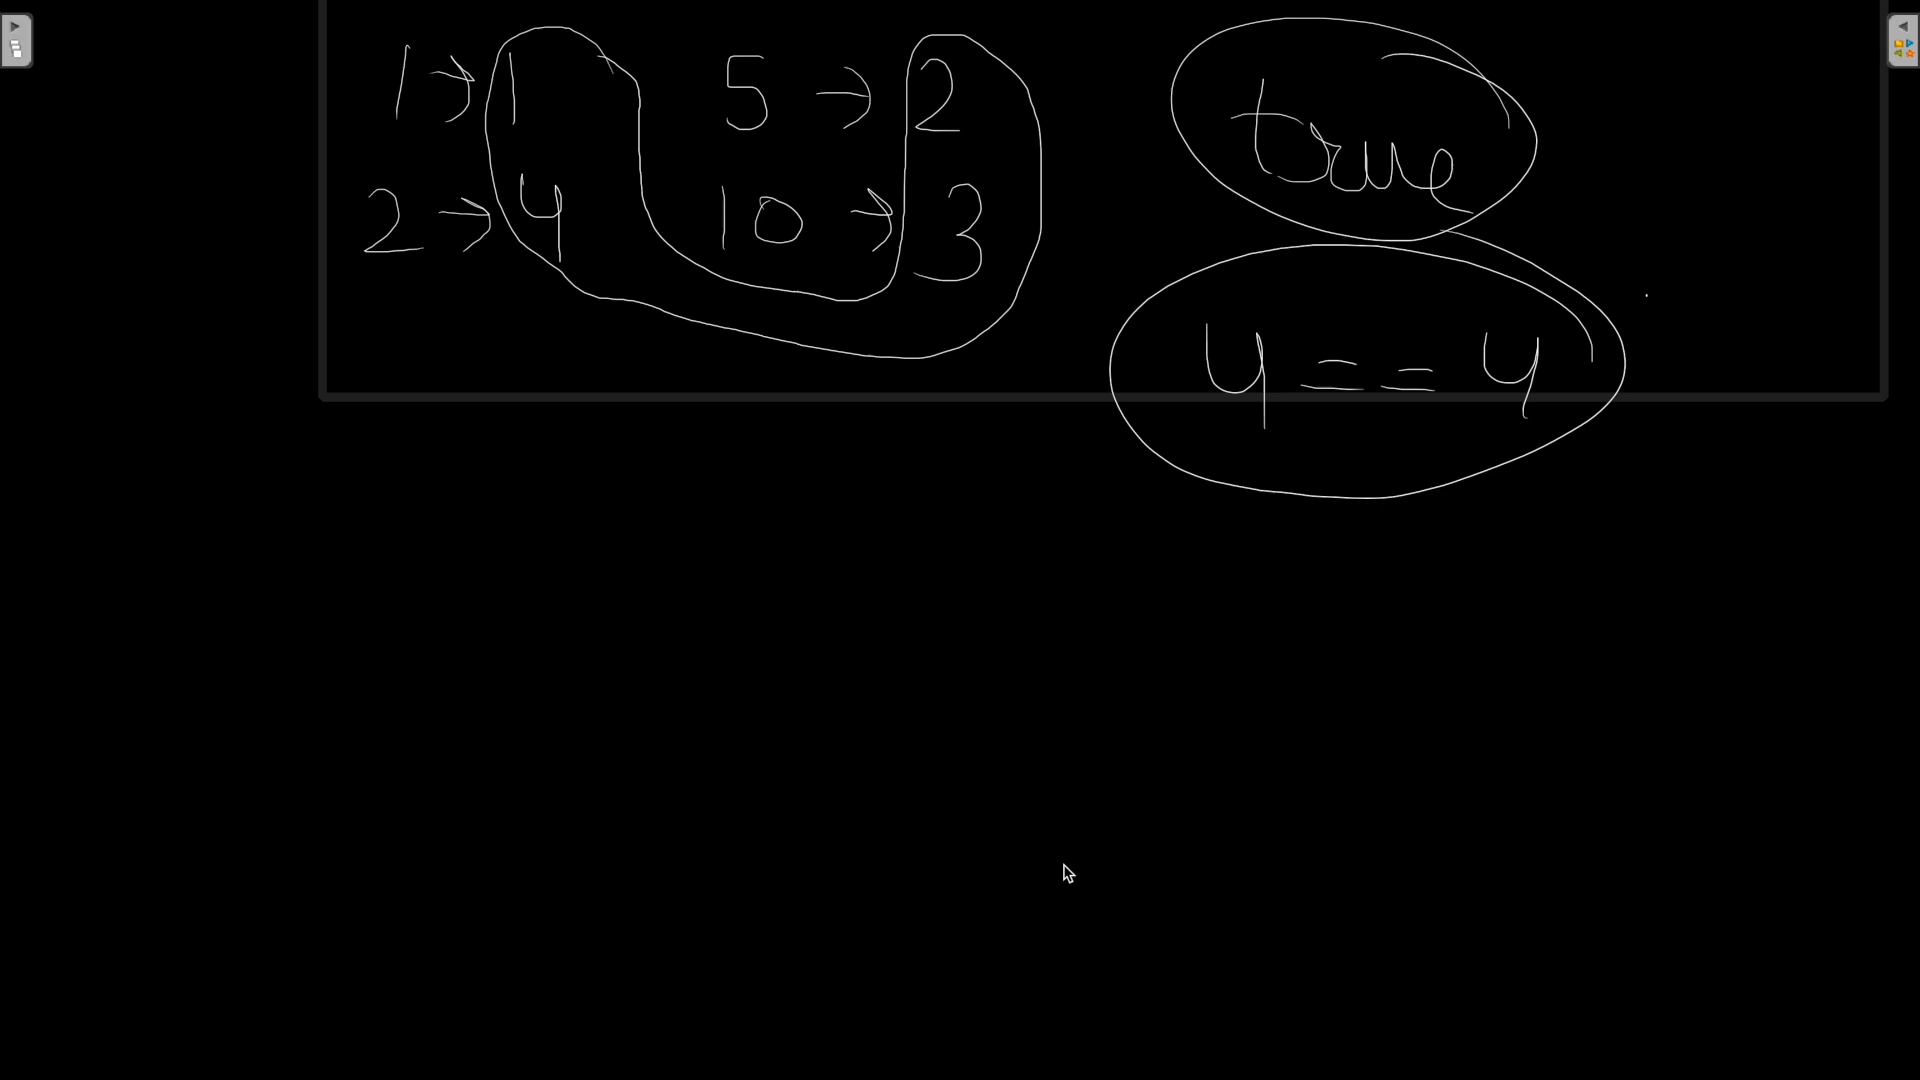 1 → 1 5 → 2
2 → 4 10 → 3
true
4 == 4